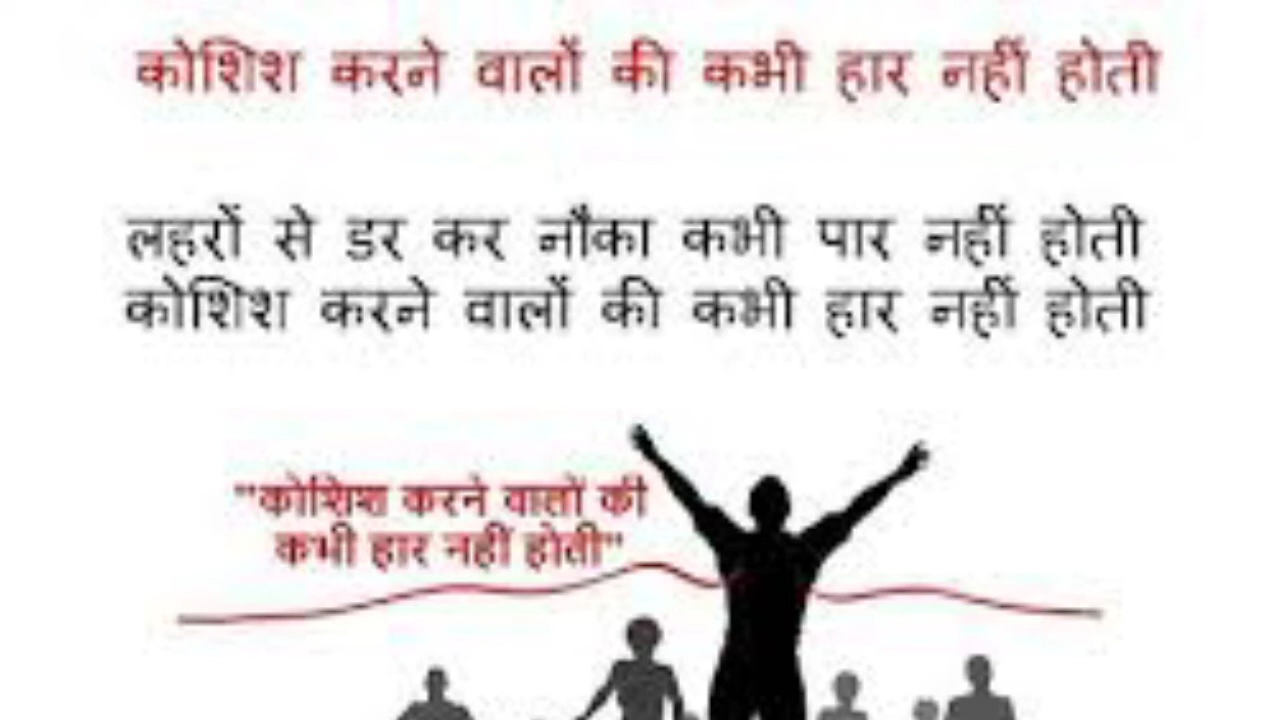 कोशिश करने वालों की कभी हार नहीं होती
लहरों से डर कर नौका कभी पार नहीं होती
कोशिश करने वालों की कभी हार नहीं होती
"कोशिश करने वालों की
कभी हार नहीं होती"